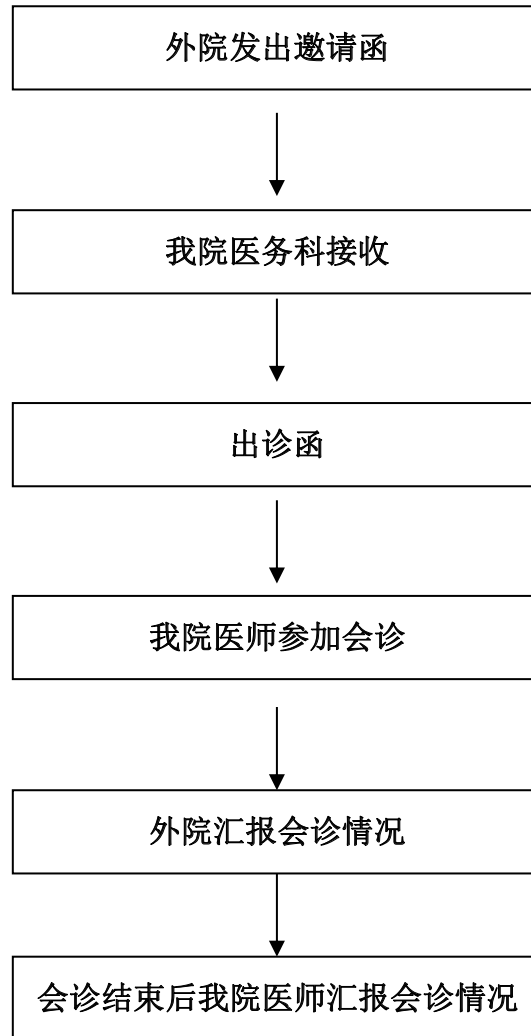 外院发出邀请函
我院医务科接收
出诊函
我院医师参加会诊
外院汇报会诊情况
会诊结束后我院医师汇报会诊情况